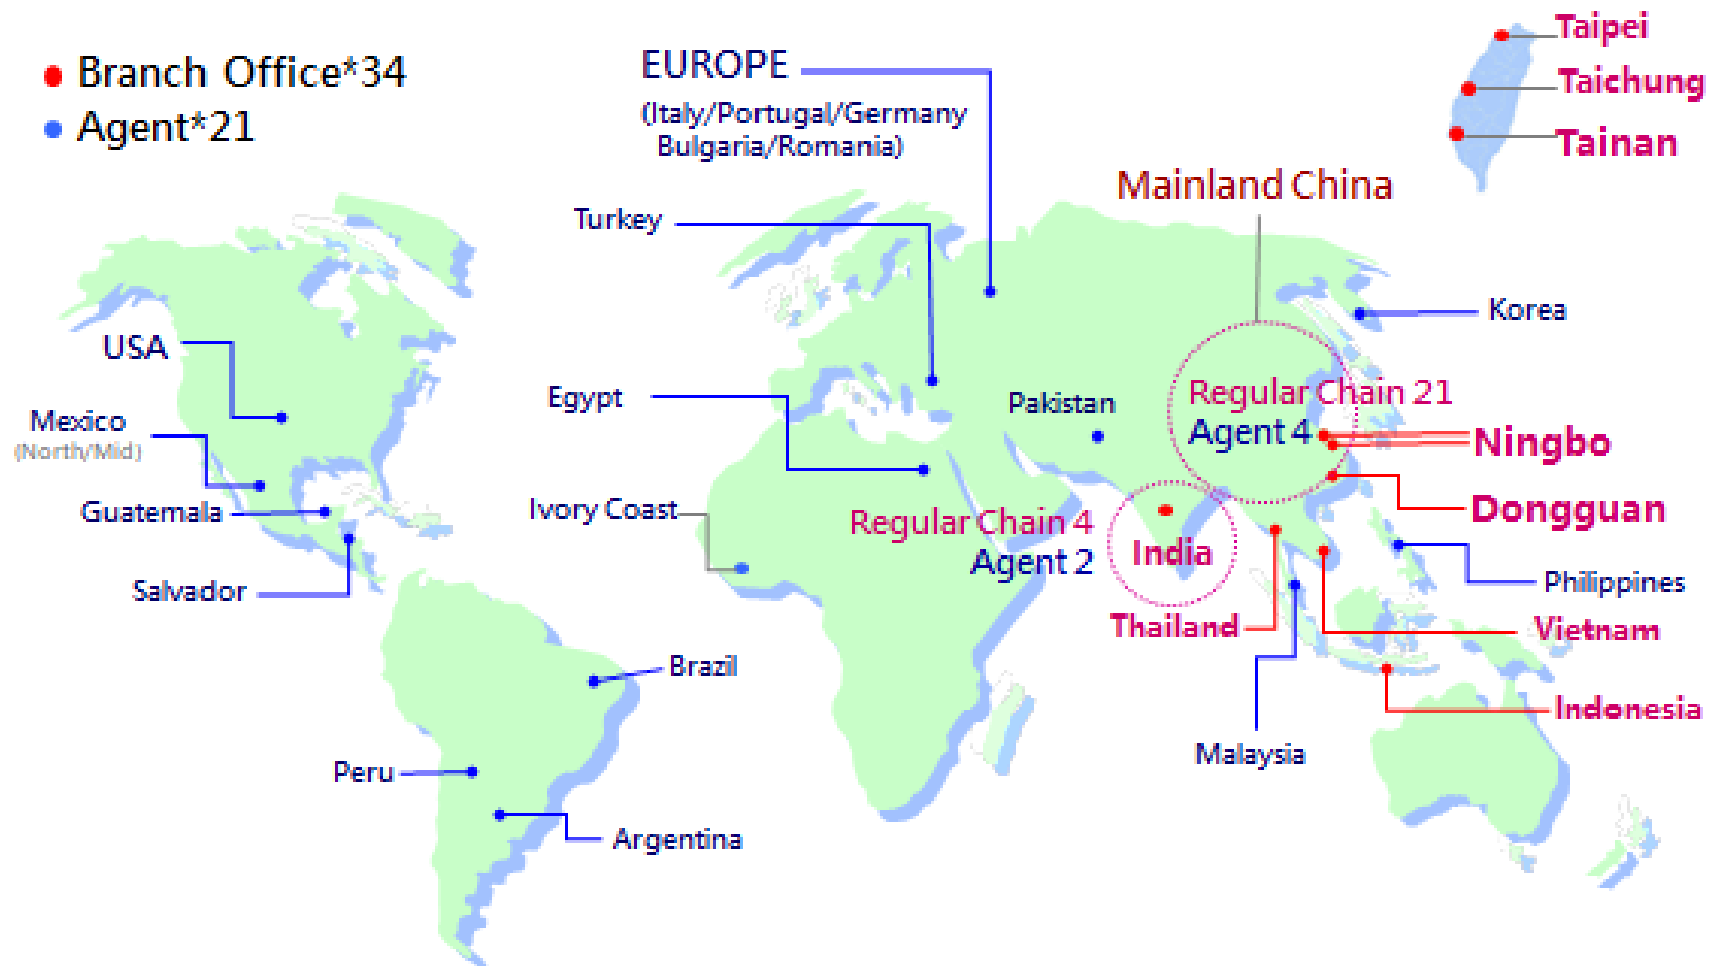 Branch Office*34
Agent*21
EUROPE
(Italy/Portugal/Germany
Bulgaria/Romania)
Taipei
Taichung
Tainan
Mainland China
Turkey
Korea
USA
Egypt
Pakistan
Regular Chain 21
Agent 4
Mexico
(North/Mid)
Ningbo
Guatemala
Ivory Coast
Regular Chain 4
Agent 2
India
Dongguan
Salvador
Thailand
Philippines
Vietnam
Brazil
Indonesia
Malaysia
Peru
Argentina